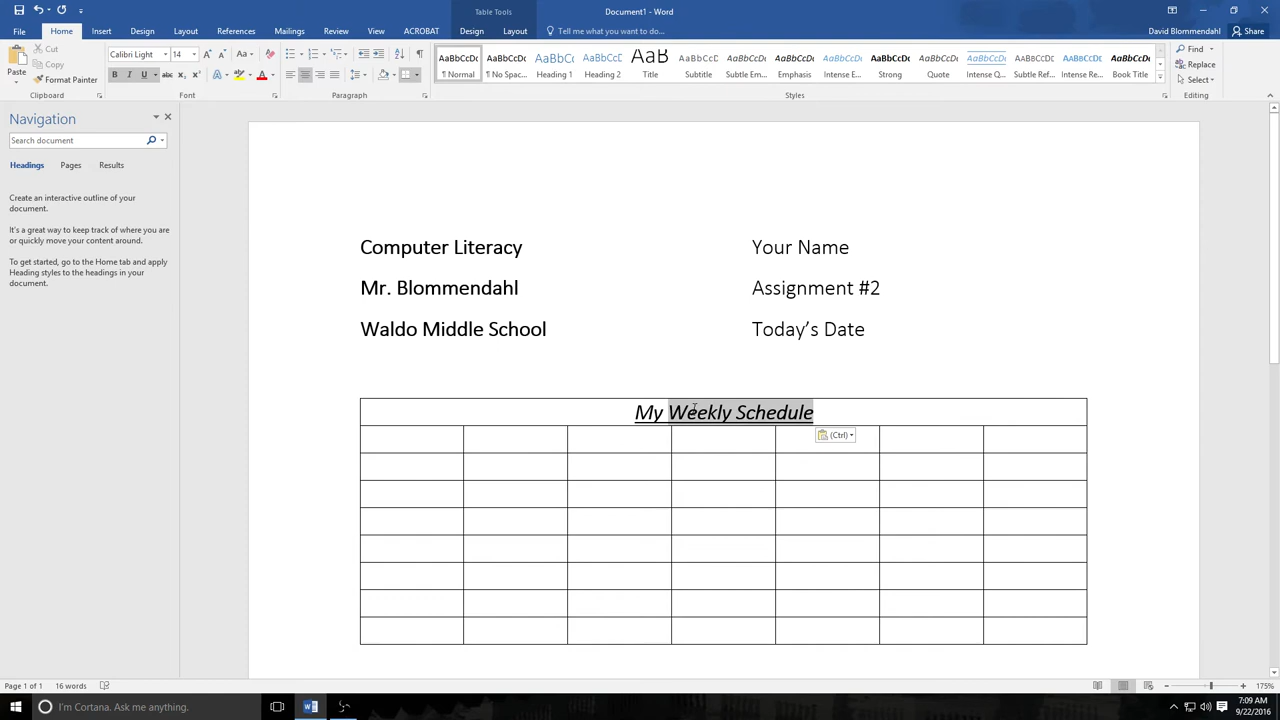 Table Tools
Document1 - Word
File Home Insert Design Layout References Mailings Review View ACROBAT Design Layout Tell me what you want to do...
David Blommendahl Share
Paste
Cut
Copy
Format Painter
Clipboard
Calibri Light 14
Font
Paragraph
AaBbCcDc AaBbCcDc AaBbC AaBbCcC AaB AaBbCcD AaBbCcDc AaBbCcDc AaBbCcDc AaBbCcDc AaBbCcDc AaBbCcDc AaBbCcDc AaBbCcDc AaBbCcDc
¶ Normal ¶ No Spac... Heading 1 Heading 2 Title Subtitle Subtle Em... Emphasis Intense E... Strong Quote Intense Q... Subtle Ref... Intense Re... Book Title
Styles
Find
Replace
Select
Editing
Navigation
Search document
Headings Pages Results
Create an interactive outline of your
document.
It's a great way to keep track of where you are
or quickly move your content around.
To get started, go to the Home tab and apply
Heading styles to the headings in your
document.
Computer Literacy Your Name
Mr. Blommendahl Assignment #2
Waldo Middle School Today's Date
My Weekly Schedule
(Ctrl)
Page 1 of 1 16 words
175%
I'm Cortana. Ask me anything.
7:09 AM
9/22/2016